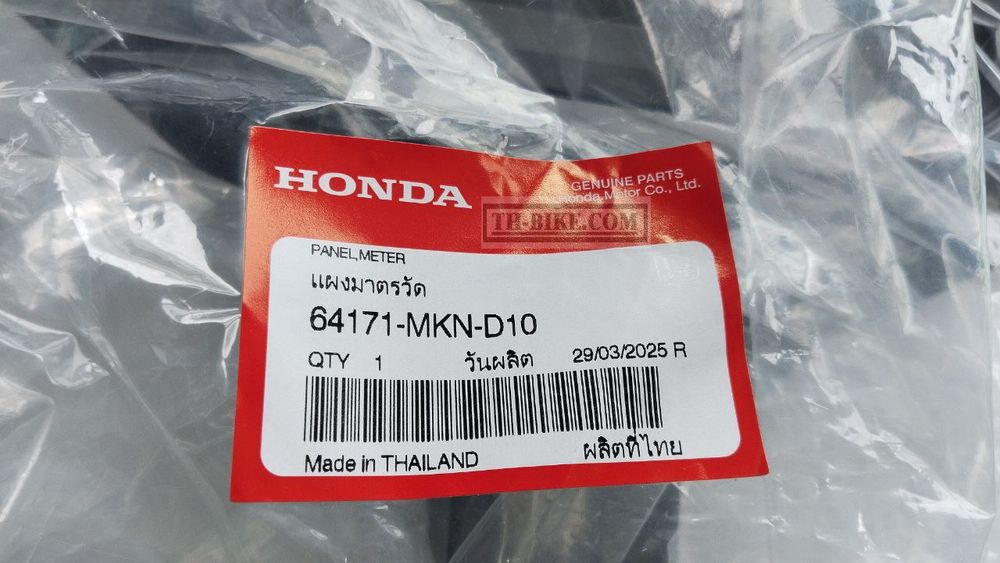 HONDA
GENUINE PARTS
Honda Motor Co., Ltd.
TH-BIKE.COM
PANEL,METER
แผงมาตรวัด
64171-MKN-D10
QTY 1 วันผลิต 29/03/2025 R
Made in THAILAND ผลิตที่ไทย